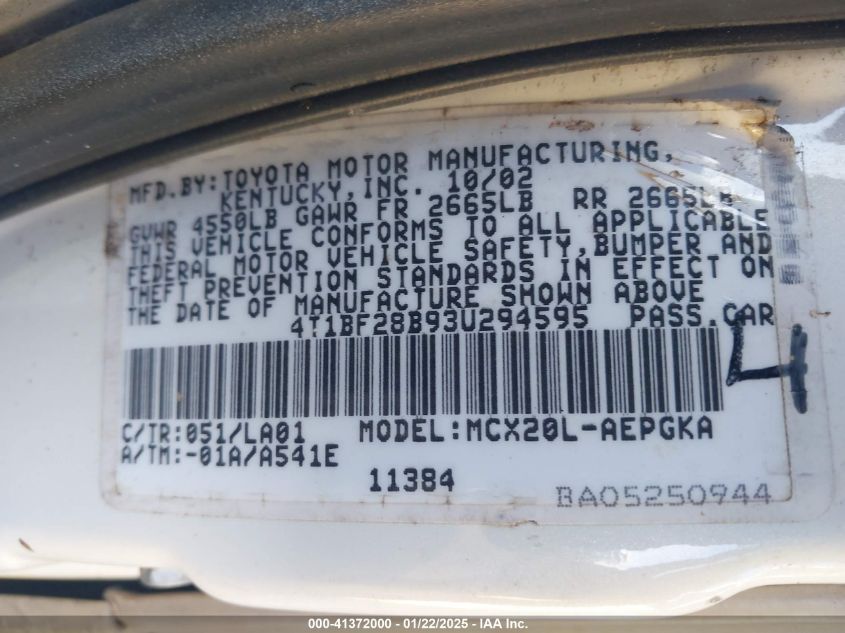 MFD.BY:TOYOTA MOTOR MANUFACTURING,
KENTUCKY,INC. 10/02
GVWR 4550LB GAWR FR 2665LB RR 2665LB
THIS VEHICLE CONFORMS TO ALL APPLICABLE
FEDERAL MOTOR VEHICLE SAFETY,BUMPER AND
THEFT PREVENTION STANDARDS IN EFFECT ON
THE DATE OF MANUFACTURE SHOWN ABOVE
4T1BF28B93U294595 PASS.CAR
4
C/TR:051/LA01 MODEL:MCX20L-AEPGKA
A/TM:-01A/A541E
11384
BA05250944
000-41372000 - 01/22/2025 - IAA Inc.